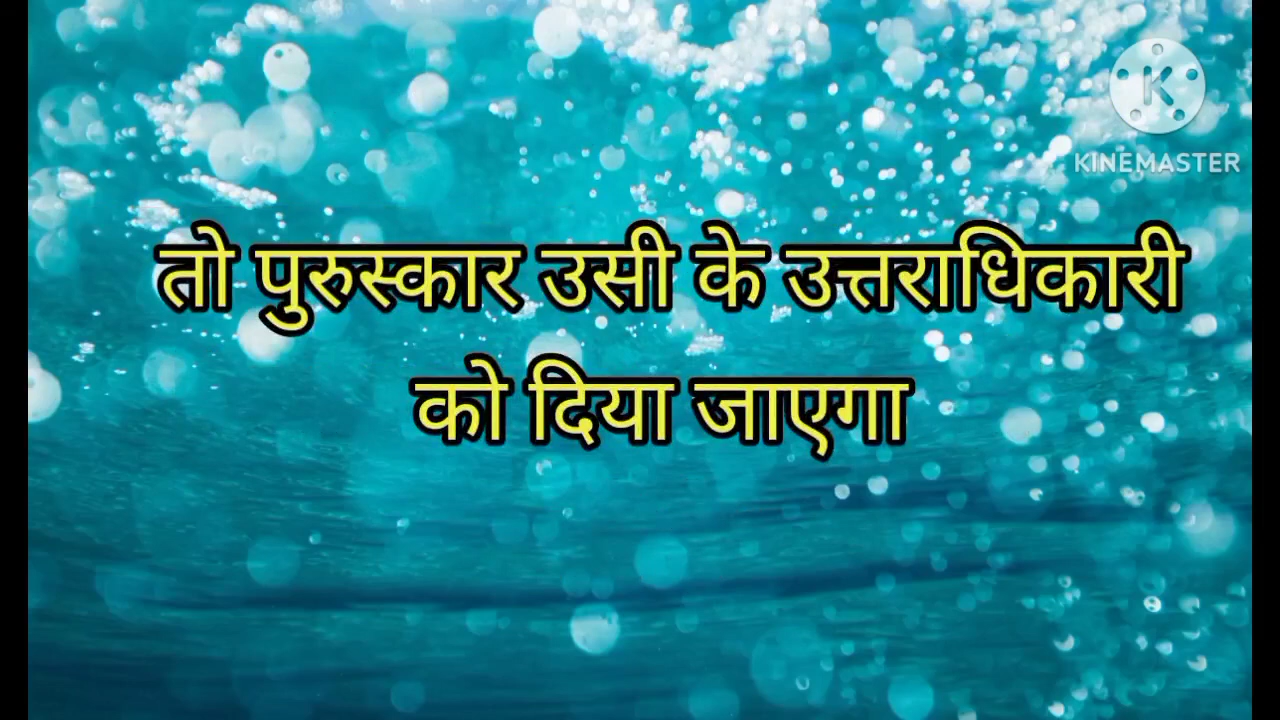 KINEMASTER
तो पुरुस्कार उसी के उत्तराधिकारी
को दिया जाएगा